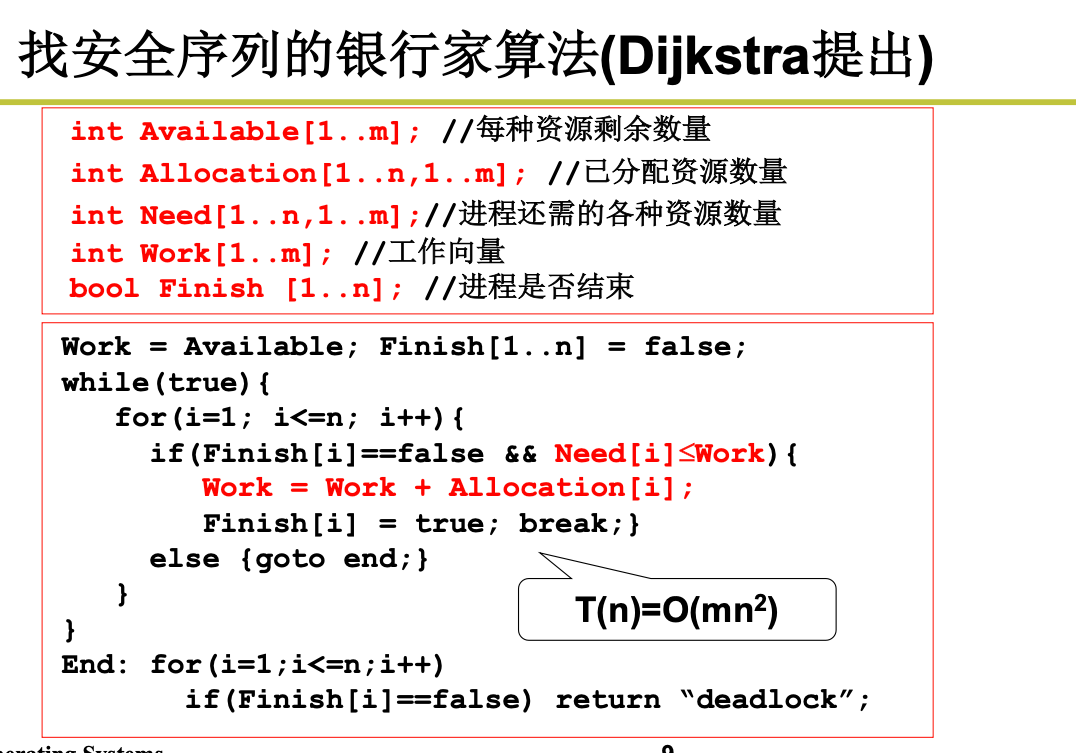 找安全序列的银行家算法(Dijkstra提出)
int Available[1..m]; //每种资源剩余数量
int Allocation[1..n,1..m]; //已分配资源数量
int Need[1..n,1..m];//进程还需的各种资源数量
int Work[1..m]; //工作向量
bool Finish [1..n]; //进程是否结束
Work = Available; Finish[1..n] = false;
while(true){
for(i=1; i<=n; i++){
if(Finish[i]==false && Need[i]≤Work){
Work = Work + Allocation[i];
Finish[i] = true; break;}
else {goto end;}
}
T(n)=O(mn²)
}
End: for(i=1;i<=n;i++)
if(Finish[i]==false) return “deadlock”;
Systems